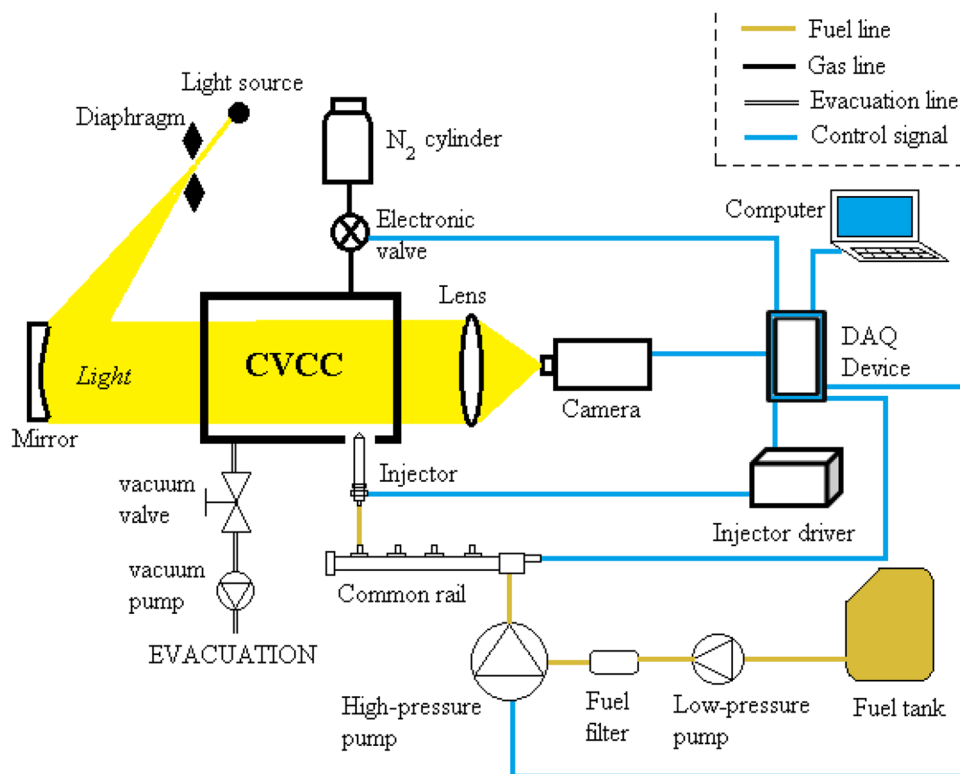 Fuel line
Gas line
Evacuation line
Control signal
Light source
Diaphragm
N₂ cylinder
Electronic
valve
Computer
Lens
CVCC
Light
Mirror
Camera
DAQ
Device
Injector
vacuum
valve
Injector driver
vacuum
pump
Common rail
EVACUATION
High-pressure
pump
Fuel
filter
Low-pressure
pump
Fuel tank